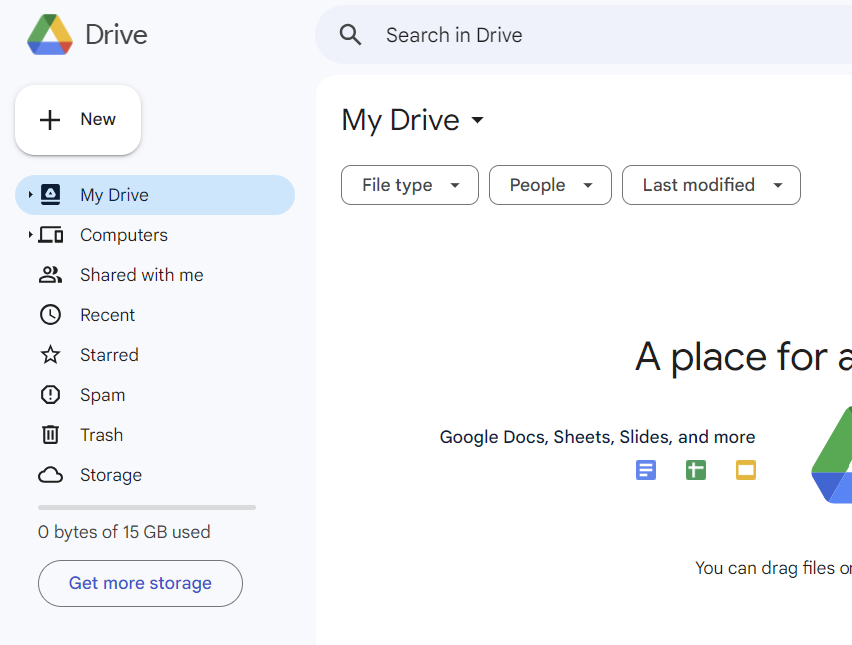 Drive
Search in Drive
New
My Drive
My Drive
File type
People
Last modified
Computers
Shared with me
Recent
Starred
Spam
Trash
Storage
0 bytes of 15 GB used
Get more storage
A place for a
Google Docs, Sheets, Slides, and more
You can drag files or